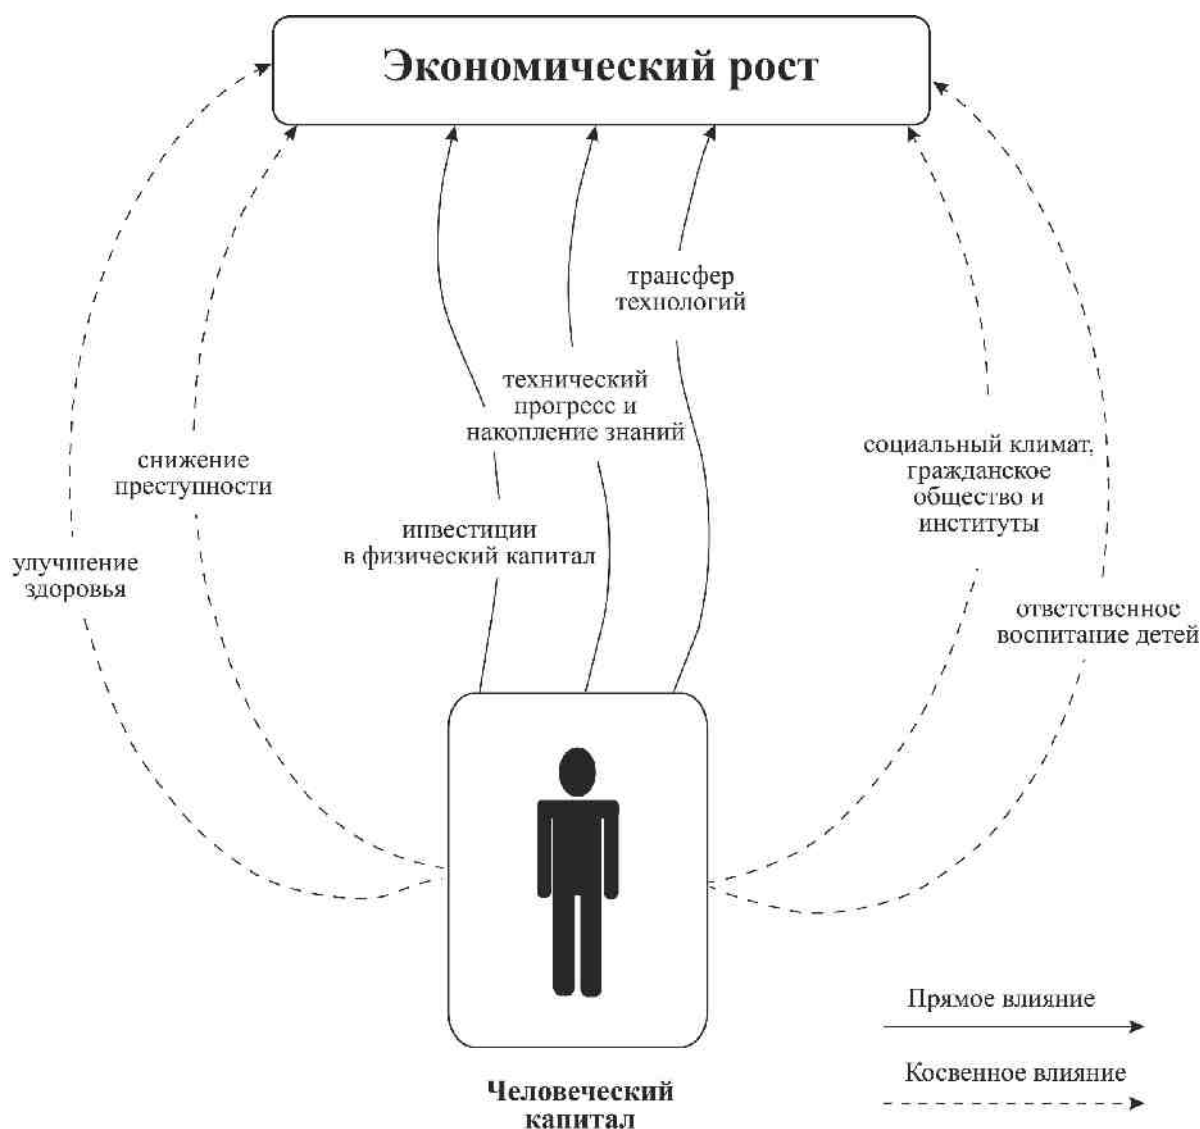 Экономический рост
трансфер
технологий
технический
прогресс и
накопление знаний
снижение
преступности
социальный климат,
гражданское
общество и
институты
инвестиции
в физический капитал
улучшение
здоровья
ответственное
воспитание детей
Прямое влияние
Косвенное влияние
Человеческий
капитал